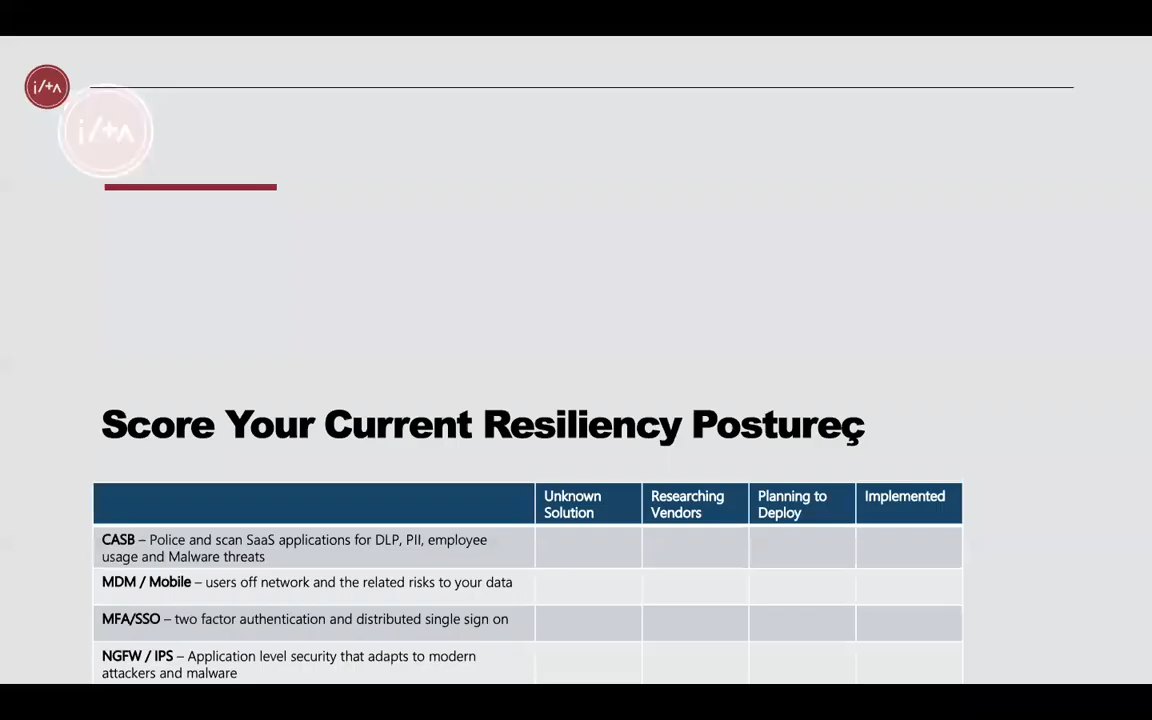 i/+ʌ
i/+ʌ
Score Your Current Resiliency Postureç
Unknown Solution
Researching Vendors
Planning to Deploy
Implemented
CASB – Police and scan SaaS applications for DLP, PII, employee
usage and Malware threats
MDM / Mobile – users off network and the related risks to your data
MFA/SSO – two factor authentication and distributed single sign on
NGFW / IPS – Application level security that adapts to modern
attackers and malware